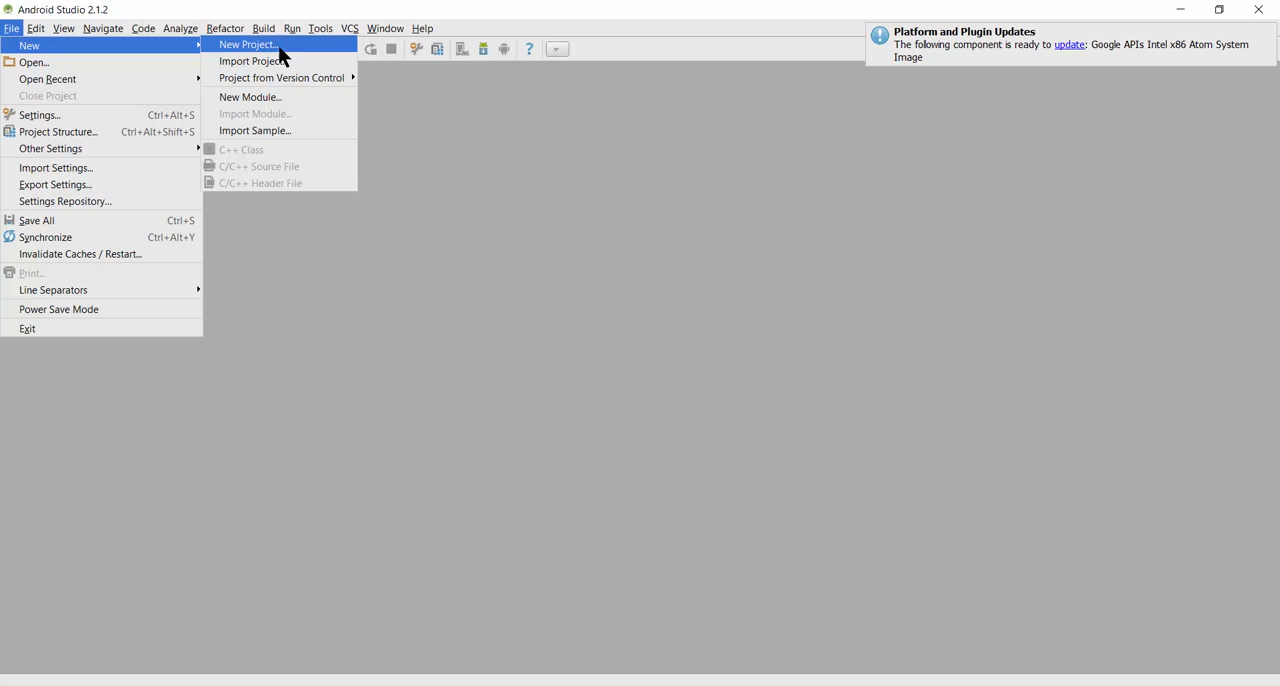 Android Studio 2.1.2
File Edit View Navigate Code Analyze Refactor Build Run Tools VCS Window Help
New
Open...
Open Recent
Close Project
Settings... Ctrl+Alt+S
Project Structure... Ctrl+Alt+Shift+S
Other Settings
Import Settings...
Export Settings...
Settings Repository...
Save All Ctrl+S
Synchronize Ctrl+Alt+Y
Invalidate Caches / Restart...
Print...
Line Separators
Power Save Mode
Exit
New Project...
Import Project...
Project from Version Control
New Module...
Import Module...
Import Sample...
C++ Class
C/C++ Source File
C/C++ Header File
Platform and Plugin Updates
The following component is ready to update: Google APIs Intel x86 Atom System
Image